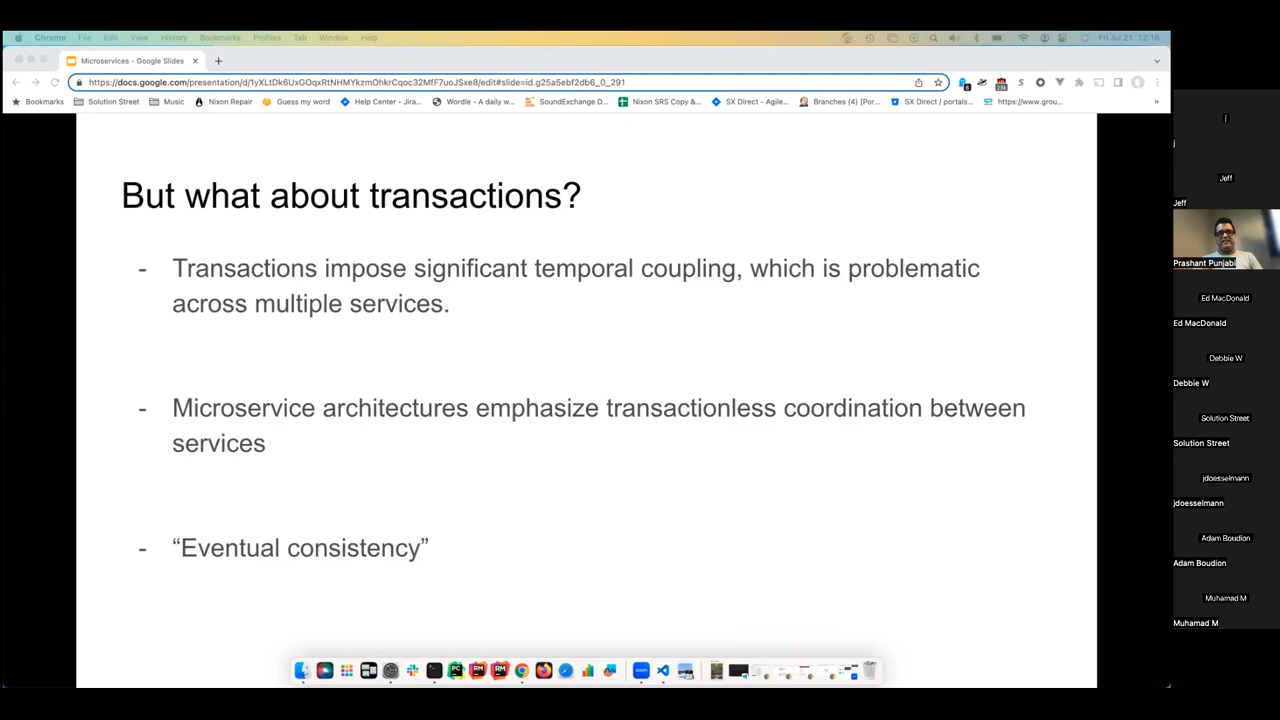 Chrome File Edit View History Bookmarks Profiles Tab Window Help Fri Jul 21 12:16
Microservices - Google Slides
https://docs.google.com/presentation/d/1yXLtDk6UxGOqxRtNHMYkzmOhkrCqoc32MfF7uoJSxe8/edit#slide=id.g25a5ebf2db6_0_291
Bookmarks Solution Street Music Nixon Repair Guess my word Help Center - Jira... Wordle - A daily w... SoundExchange D... Nixon SRS Copy &... SX Direct - Agile... Branches (4) [Por... SX Direct / portals... https://www.grou...
But what about transactions?
- Transactions impose significant temporal coupling, which is problematic
across multiple services.
- Microservice architectures emphasize transactionless coordination between
services
- “Eventual consistency”
i
j
Jeff
Jeff
Prashant Punjabi
Ed MacDonald
Ed MacDonald
Debbie W
Debbie W
Solution Street
Solution Street
jdoesselmann
jdoesselmann
Adam Boudion
Adam Boudion
Muhamad M
Muhamad M